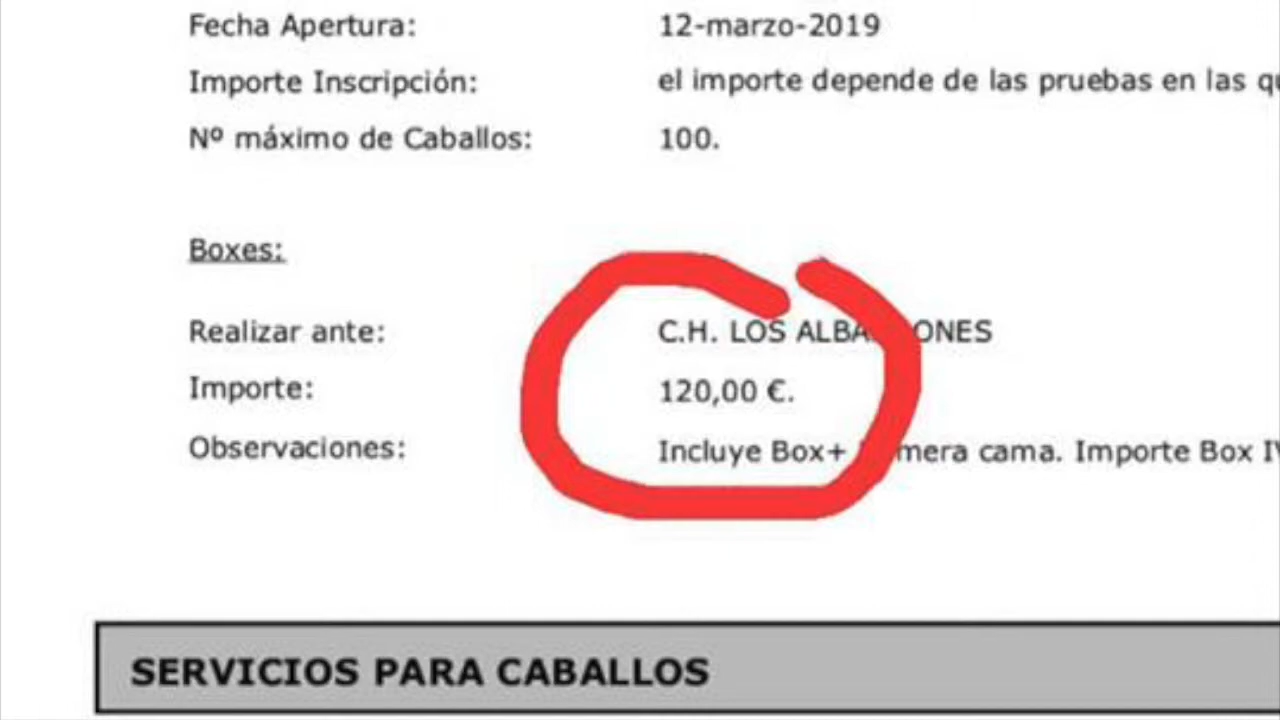 Fecha Apertura: 12-marzo-2019
Importe Inscripción: el importe depende de las pruebas en las
Nº máximo de Caballos: 100.
Boxes:
Realizar ante: C.H. LOS
Importe: 120,00 €.
Observaciones: Incluye Box+ cama. Importe Box
SERVICIOS PARA CABALLOS